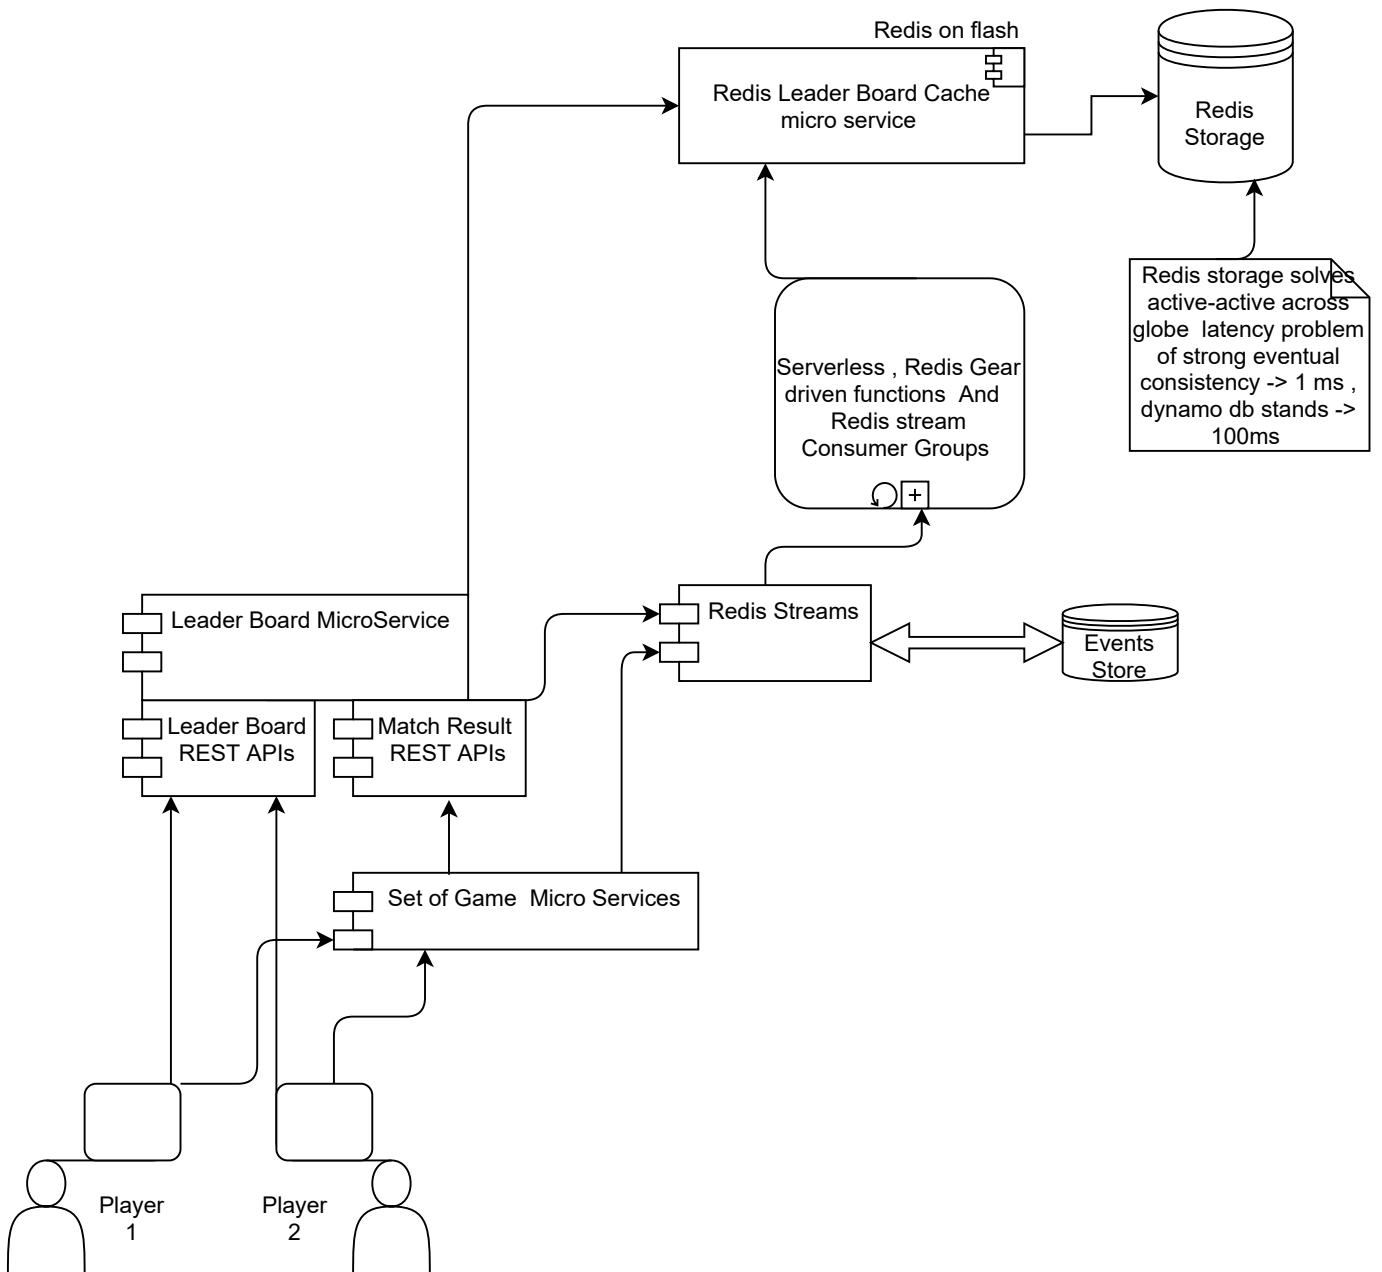 Redis on flash
Redis Leader Board Cache
micro service
Redis
Storage
Redis storage solves
active-active across
globe  latency problem
of strong eventual
consistency -> 1 ms ,
dynamo db stands ->
100ms
Serverless , Redis Gear
driven functions  And
Redis stream
Consumer Groups
Leader Board MicroService
Redis Streams
Events
Store
Leader Board
REST APIs
Match Result
REST APIs
Set of Game  Micro Services
Player
1
Player
2